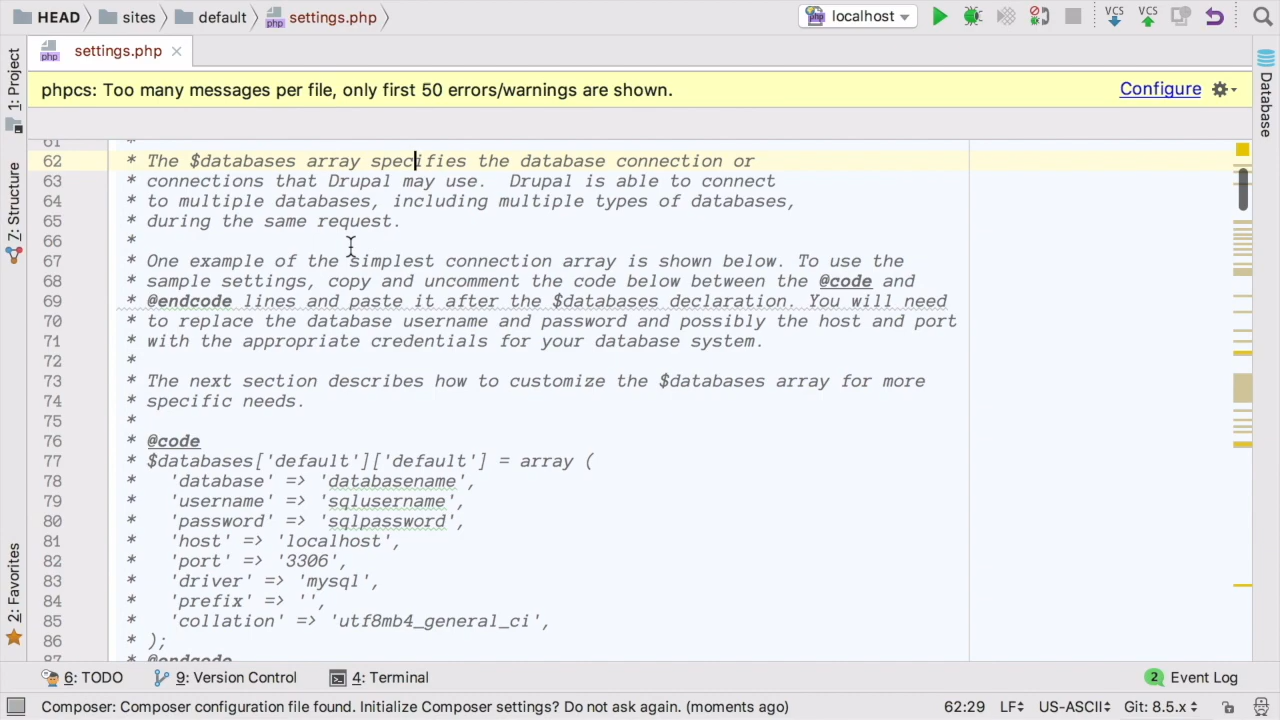 HEAD sites default settings.php localhost VCS VCS
settings.php
phpcs: Too many messages per file, only first 50 errors/warnings are shown. Configure
61 *
62 * The $databases array specifies the database connection or
63 * connections that Drupal may use.  Drupal is able to connect
64 * to multiple databases, including multiple types of databases,
65 * during the same request.
66 *
67 * One example of the simplest connection array is shown below. To use the
68 * sample settings, copy and uncomment the code below between the @code and
69 * @endcode lines and paste it after the $databases declaration. You will need
70 * to replace the database username and password and possibly the host and port
71 * with the appropriate credentials for your database system.
72 *
73 * The next section describes how to customize the $databases array for more
74 * specific needs.
75 *
76 * @code
77 * $databases['default']['default'] = array (
78 *   'database' => 'databasename',
79 *   'username' => 'sqlusername',
80 *   'password' => 'sqlpassword',
81 *   'host' => 'localhost',
82 *   'port' => '3306',
83 *   'driver' => 'mysql',
84 *   'prefix' => '',
85 *   'collation' => 'utf8mb4_general_ci',
86 * );
87 * @endcode
1: Project
Z: Structure
2: Favorites
Database
6: TODO 9: Version Control 4: Terminal 2 Event Log
Composer: Composer configuration file found. Initialize Composer settings? Do not ask again. (moments ago) 62:29 LF US-ASCII Git: 8.5.x